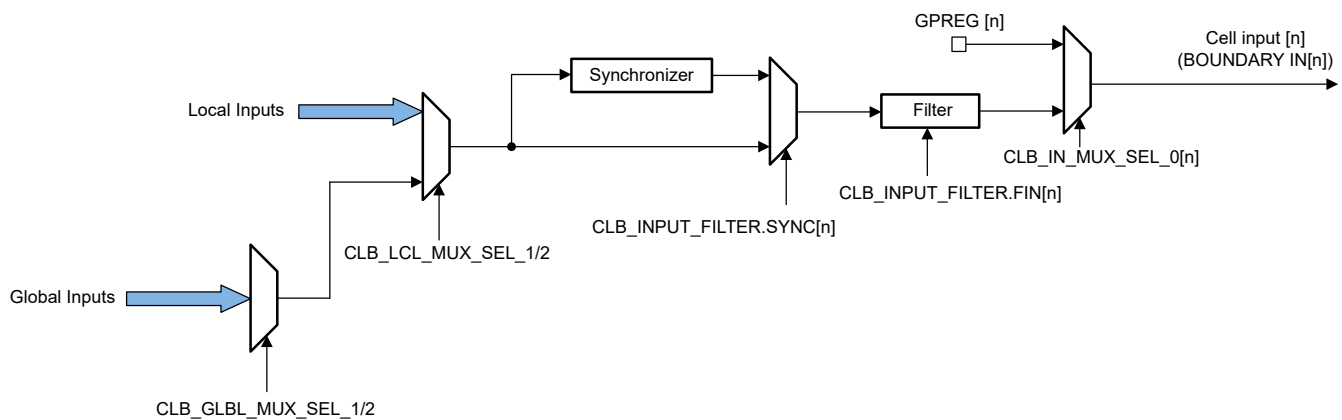 GPREG [n]
Cell input [n]
(BOUNDARY IN[n])
Synchronizer
Local Inputs
Filter
CLB_IN_MUX_SEL_0[n]
CLB_INPUT_FILTER.FIN[n]
CLB_INPUT_FILTER.SYNC[n]
CLB_LCL_MUX_SEL_1/2
Global Inputs
CLB_GLBL_MUX_SEL_1/2